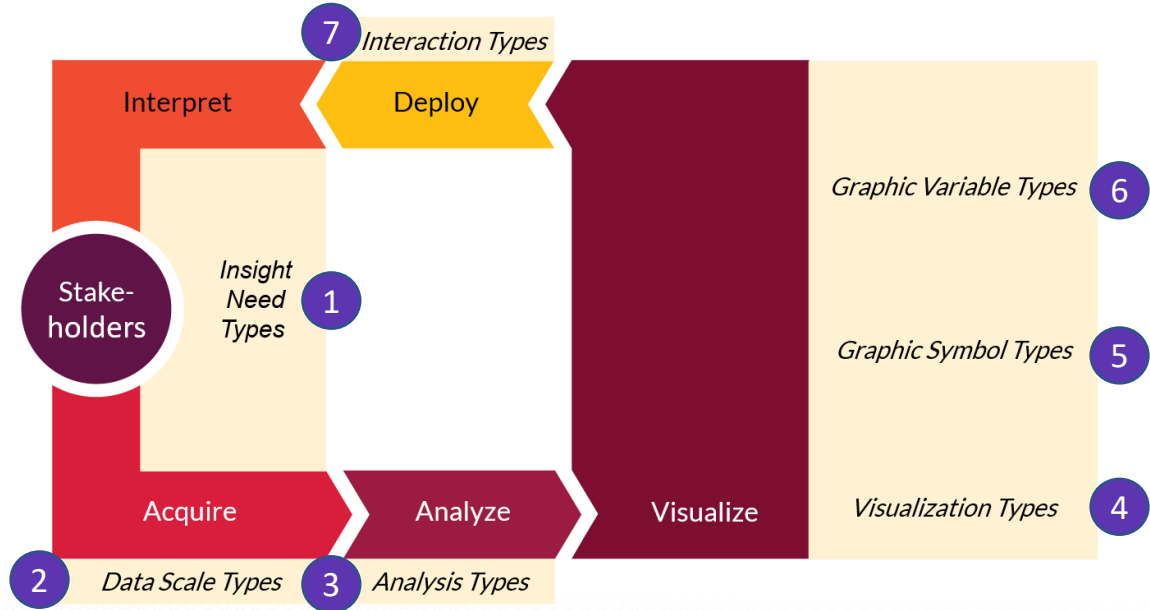 7
Interaction Types
Interpret
Deploy
Graphic Variable Types
6
Insight
Need
Types
1
Stake-
holders
Graphic Symbol Types
5
Acquire
Analyze
Visualize
Visualization Types
4
2
Data Scale Types
3
Analysis Types